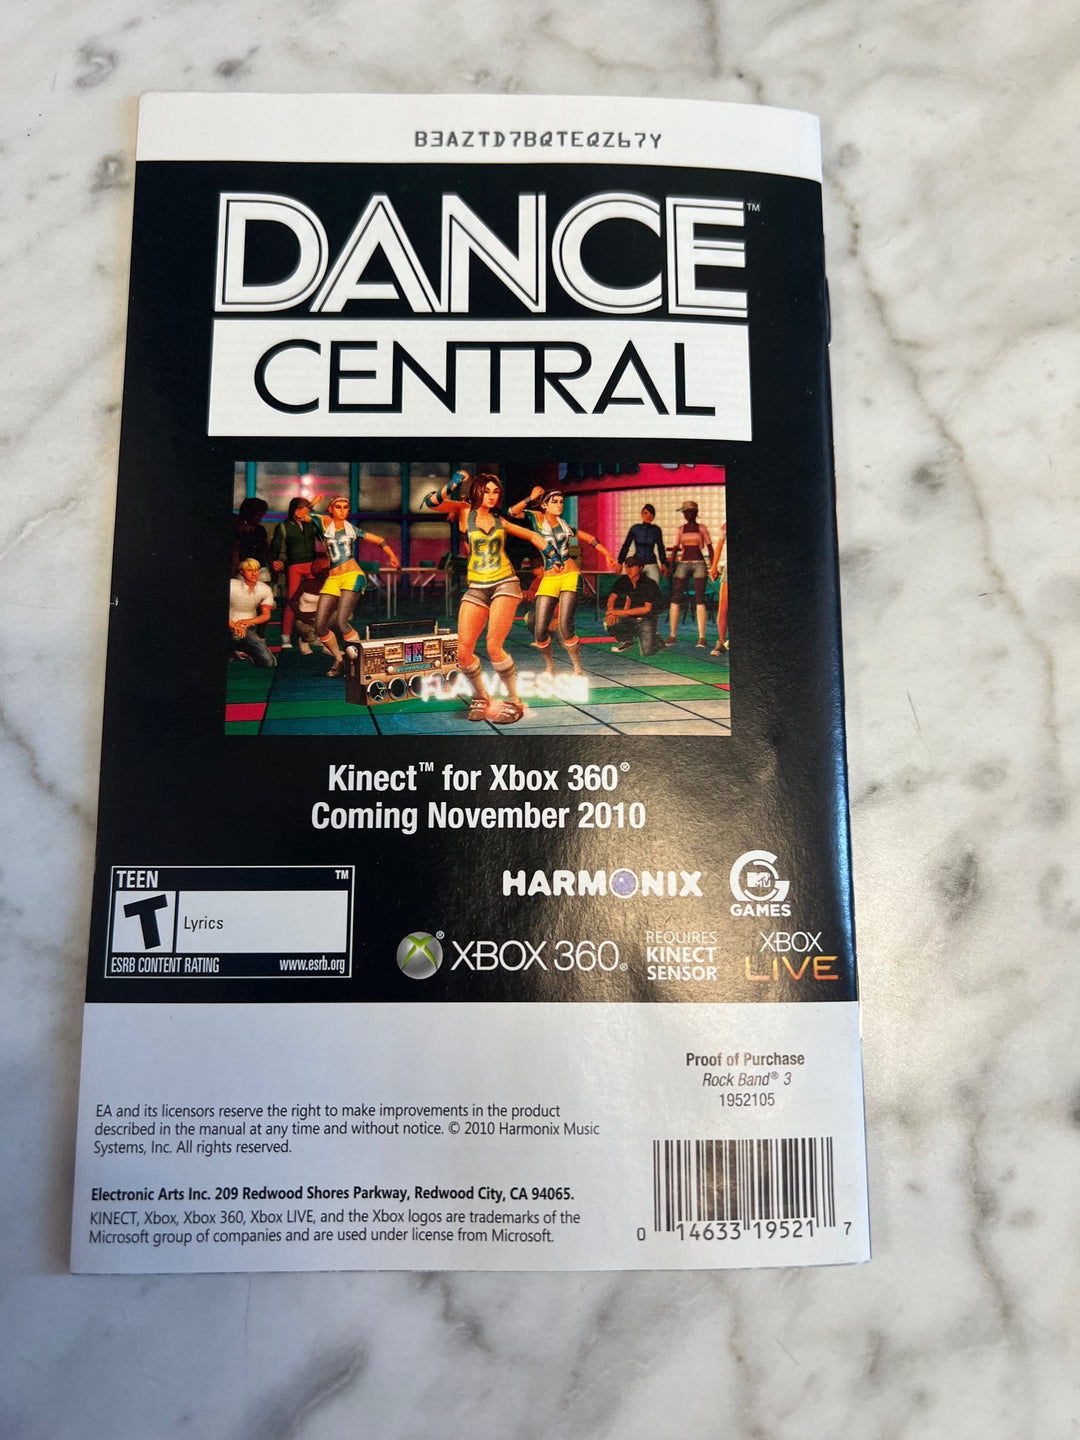 B3AZTD7BQTEQZ67Y
DANCE™
CENTRAL
58
FLAWLESS!
Kinect™ for Xbox 360®
Coming November 2010
TEEN ™
T
Lyrics
ESRB CONTENT RATING www.esrb.org
HARMONIX
MTV
GAMES
XBOX 360®
REQUIRES
KINECT
SENSOR
XBOX
LIVE
Proof of Purchase
Rock Band® 3
1952105
EA and its licensors reserve the right to make improvements in the product
described in the manual at any time and without notice. © 2010 Harmonix Music
Systems, Inc. All rights reserved.
Electronic Arts Inc. 209 Redwood Shores Parkway, Redwood City, CA 94065.
KINECT, Xbox, Xbox 360, Xbox LIVE, and the Xbox logos are trademarks of the
Microsoft group of companies and are used under license from Microsoft.
0 14633 19521 7